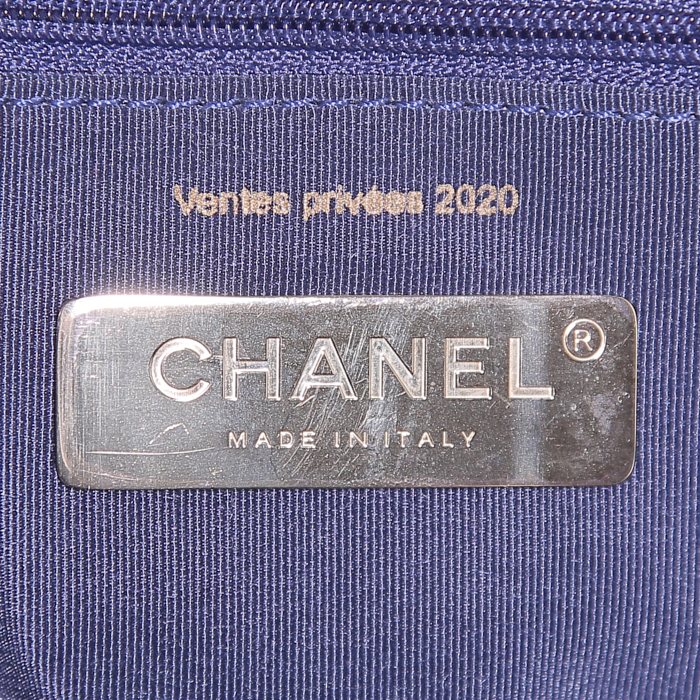 Ventes privées 2020
CHANEL®
MADE IN ITALY